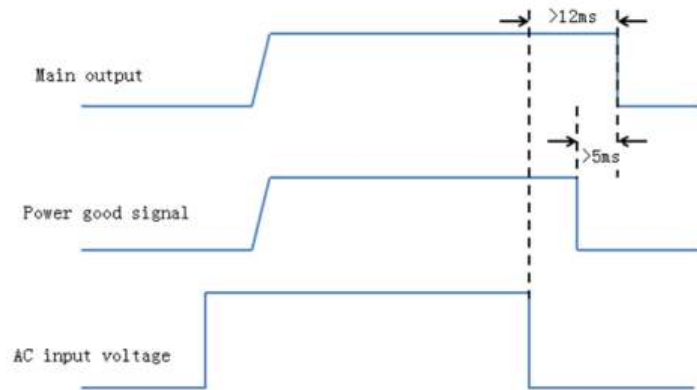 >12ms
Main output
>5ms
Power good signal
AC input voltage